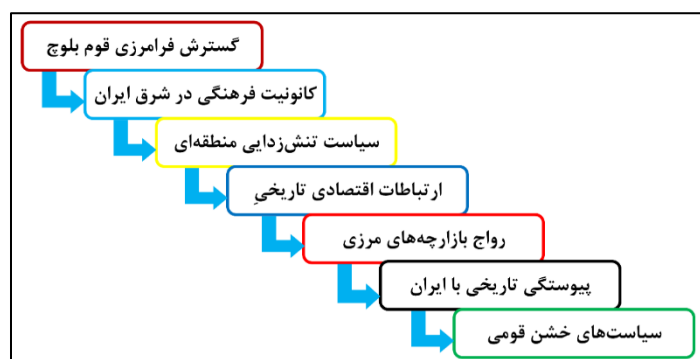 گسترش فرامرزی قوم بلوچ
کانونیت فرهنگی در شرق ایران
سیاست تنش‌زدایی منطقه‌ای
ارتباطات اقتصادی تاریخیِ
رواج بازارچه‌های مرزی
پیوستگی تاریخی با ایران
سیاست‌های خشن قومی